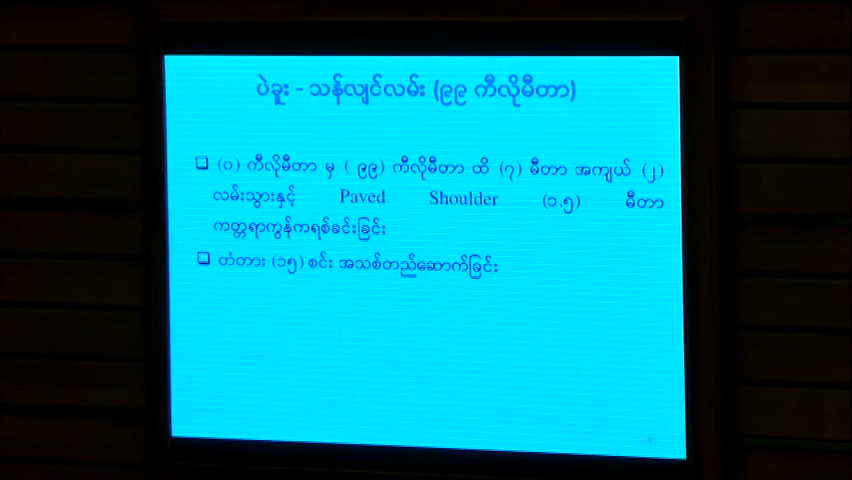 ပဲခူး - သန်လျင်လမ်း (၉၉ ကီလိုမီတာ)
❑ (၀) ကီလိုမီတာ မှ ( ၉၉) ကီလိုမီတာ ထိ (၇) မီတာ အကျယ် (၂)
လမ်းသွားနှင့် Paved Shoulder (၁.၅) မီတာ
ကတ္တရာကွန်ကရစ်ခင်းခြင်း
❑ တံတား (၁၅) စင်း အသစ်တည်ဆောက်ခြင်း